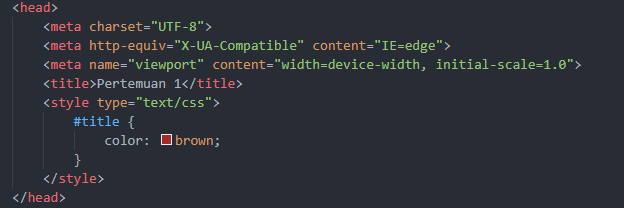 <head>
<meta charset="UTF-8">
<meta http-equiv="X-UA-Compatible" content="IE=edge">
<meta name="viewport" content="width=device-width, initial-scale=1.0">
<title>Pertemuan 1</title>
<style type="text/css">
#title {
color: brown;
}
</style>
</head>